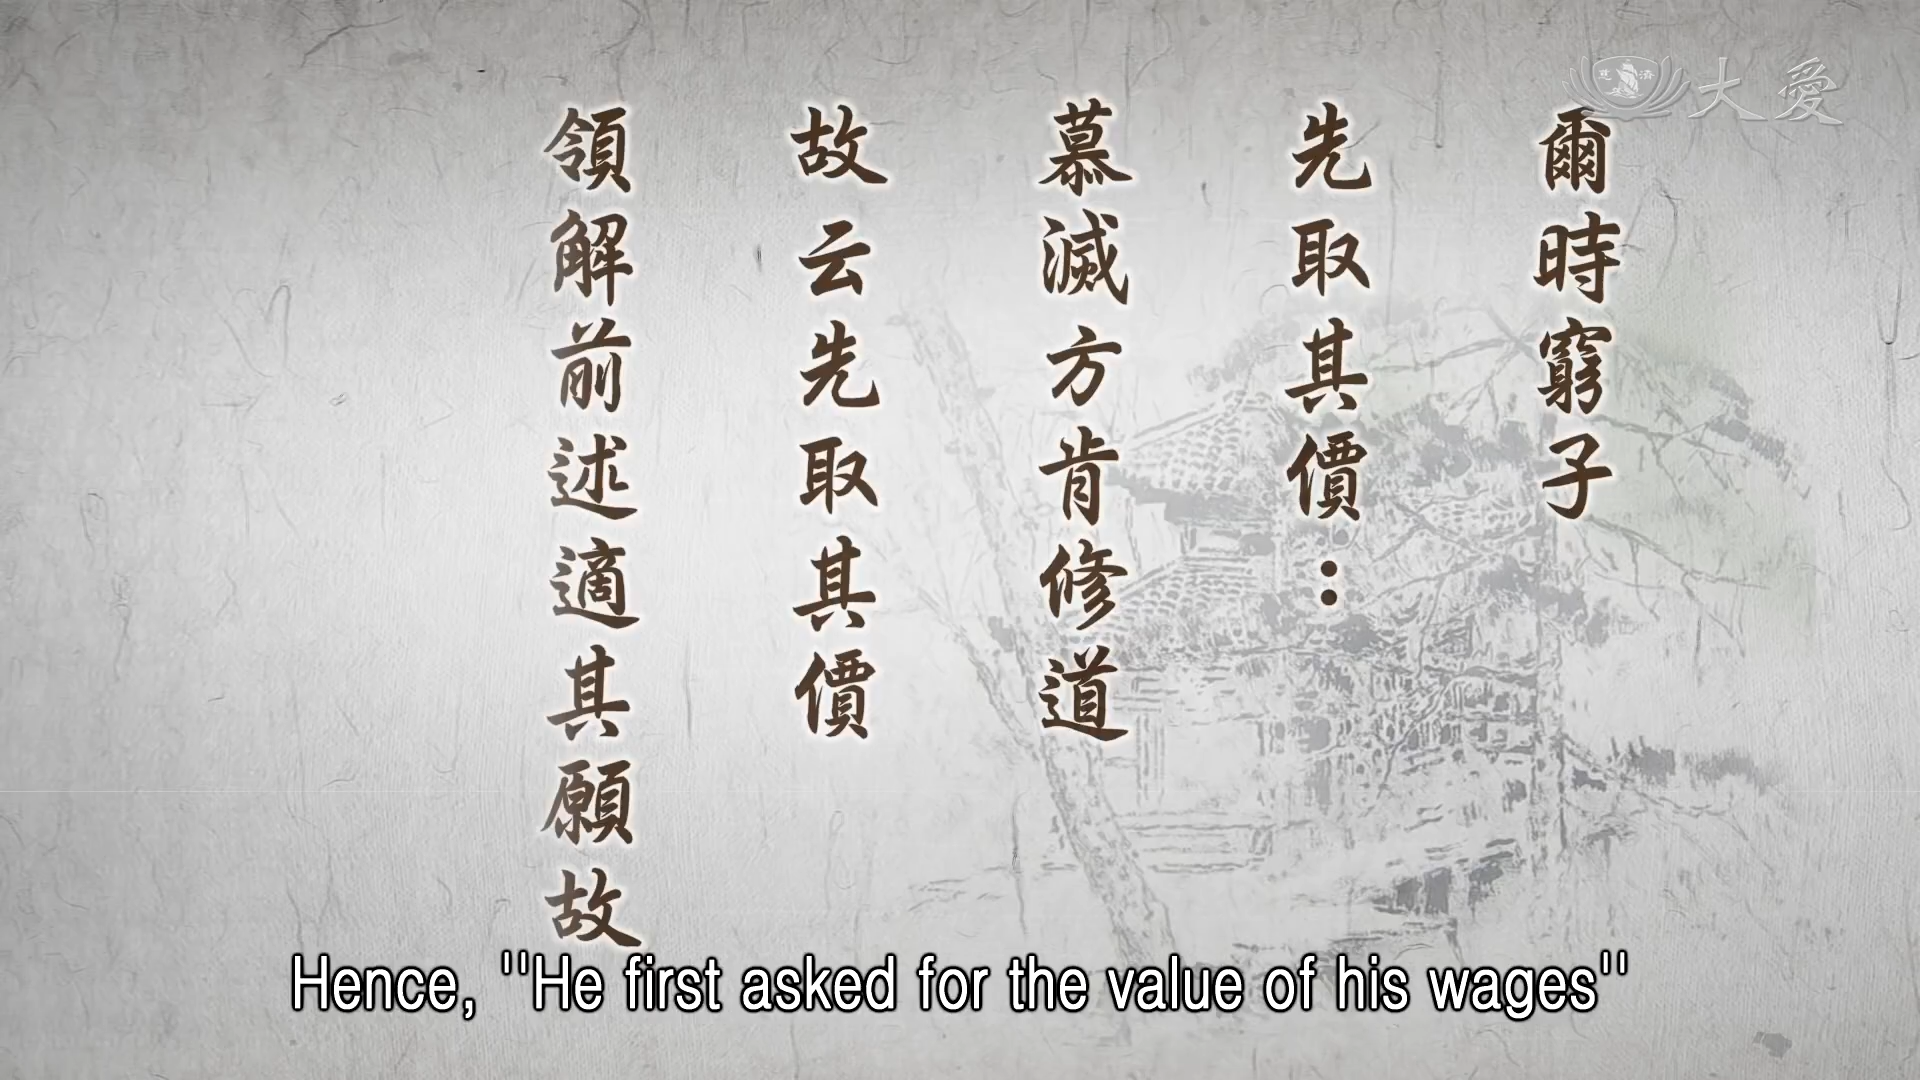 大愛
慈濟
爾時窮子
先取其價：
慕滅方肯修道
故云先取其價
領解前述適其願故
Hence, "He first asked for the value of his wages"